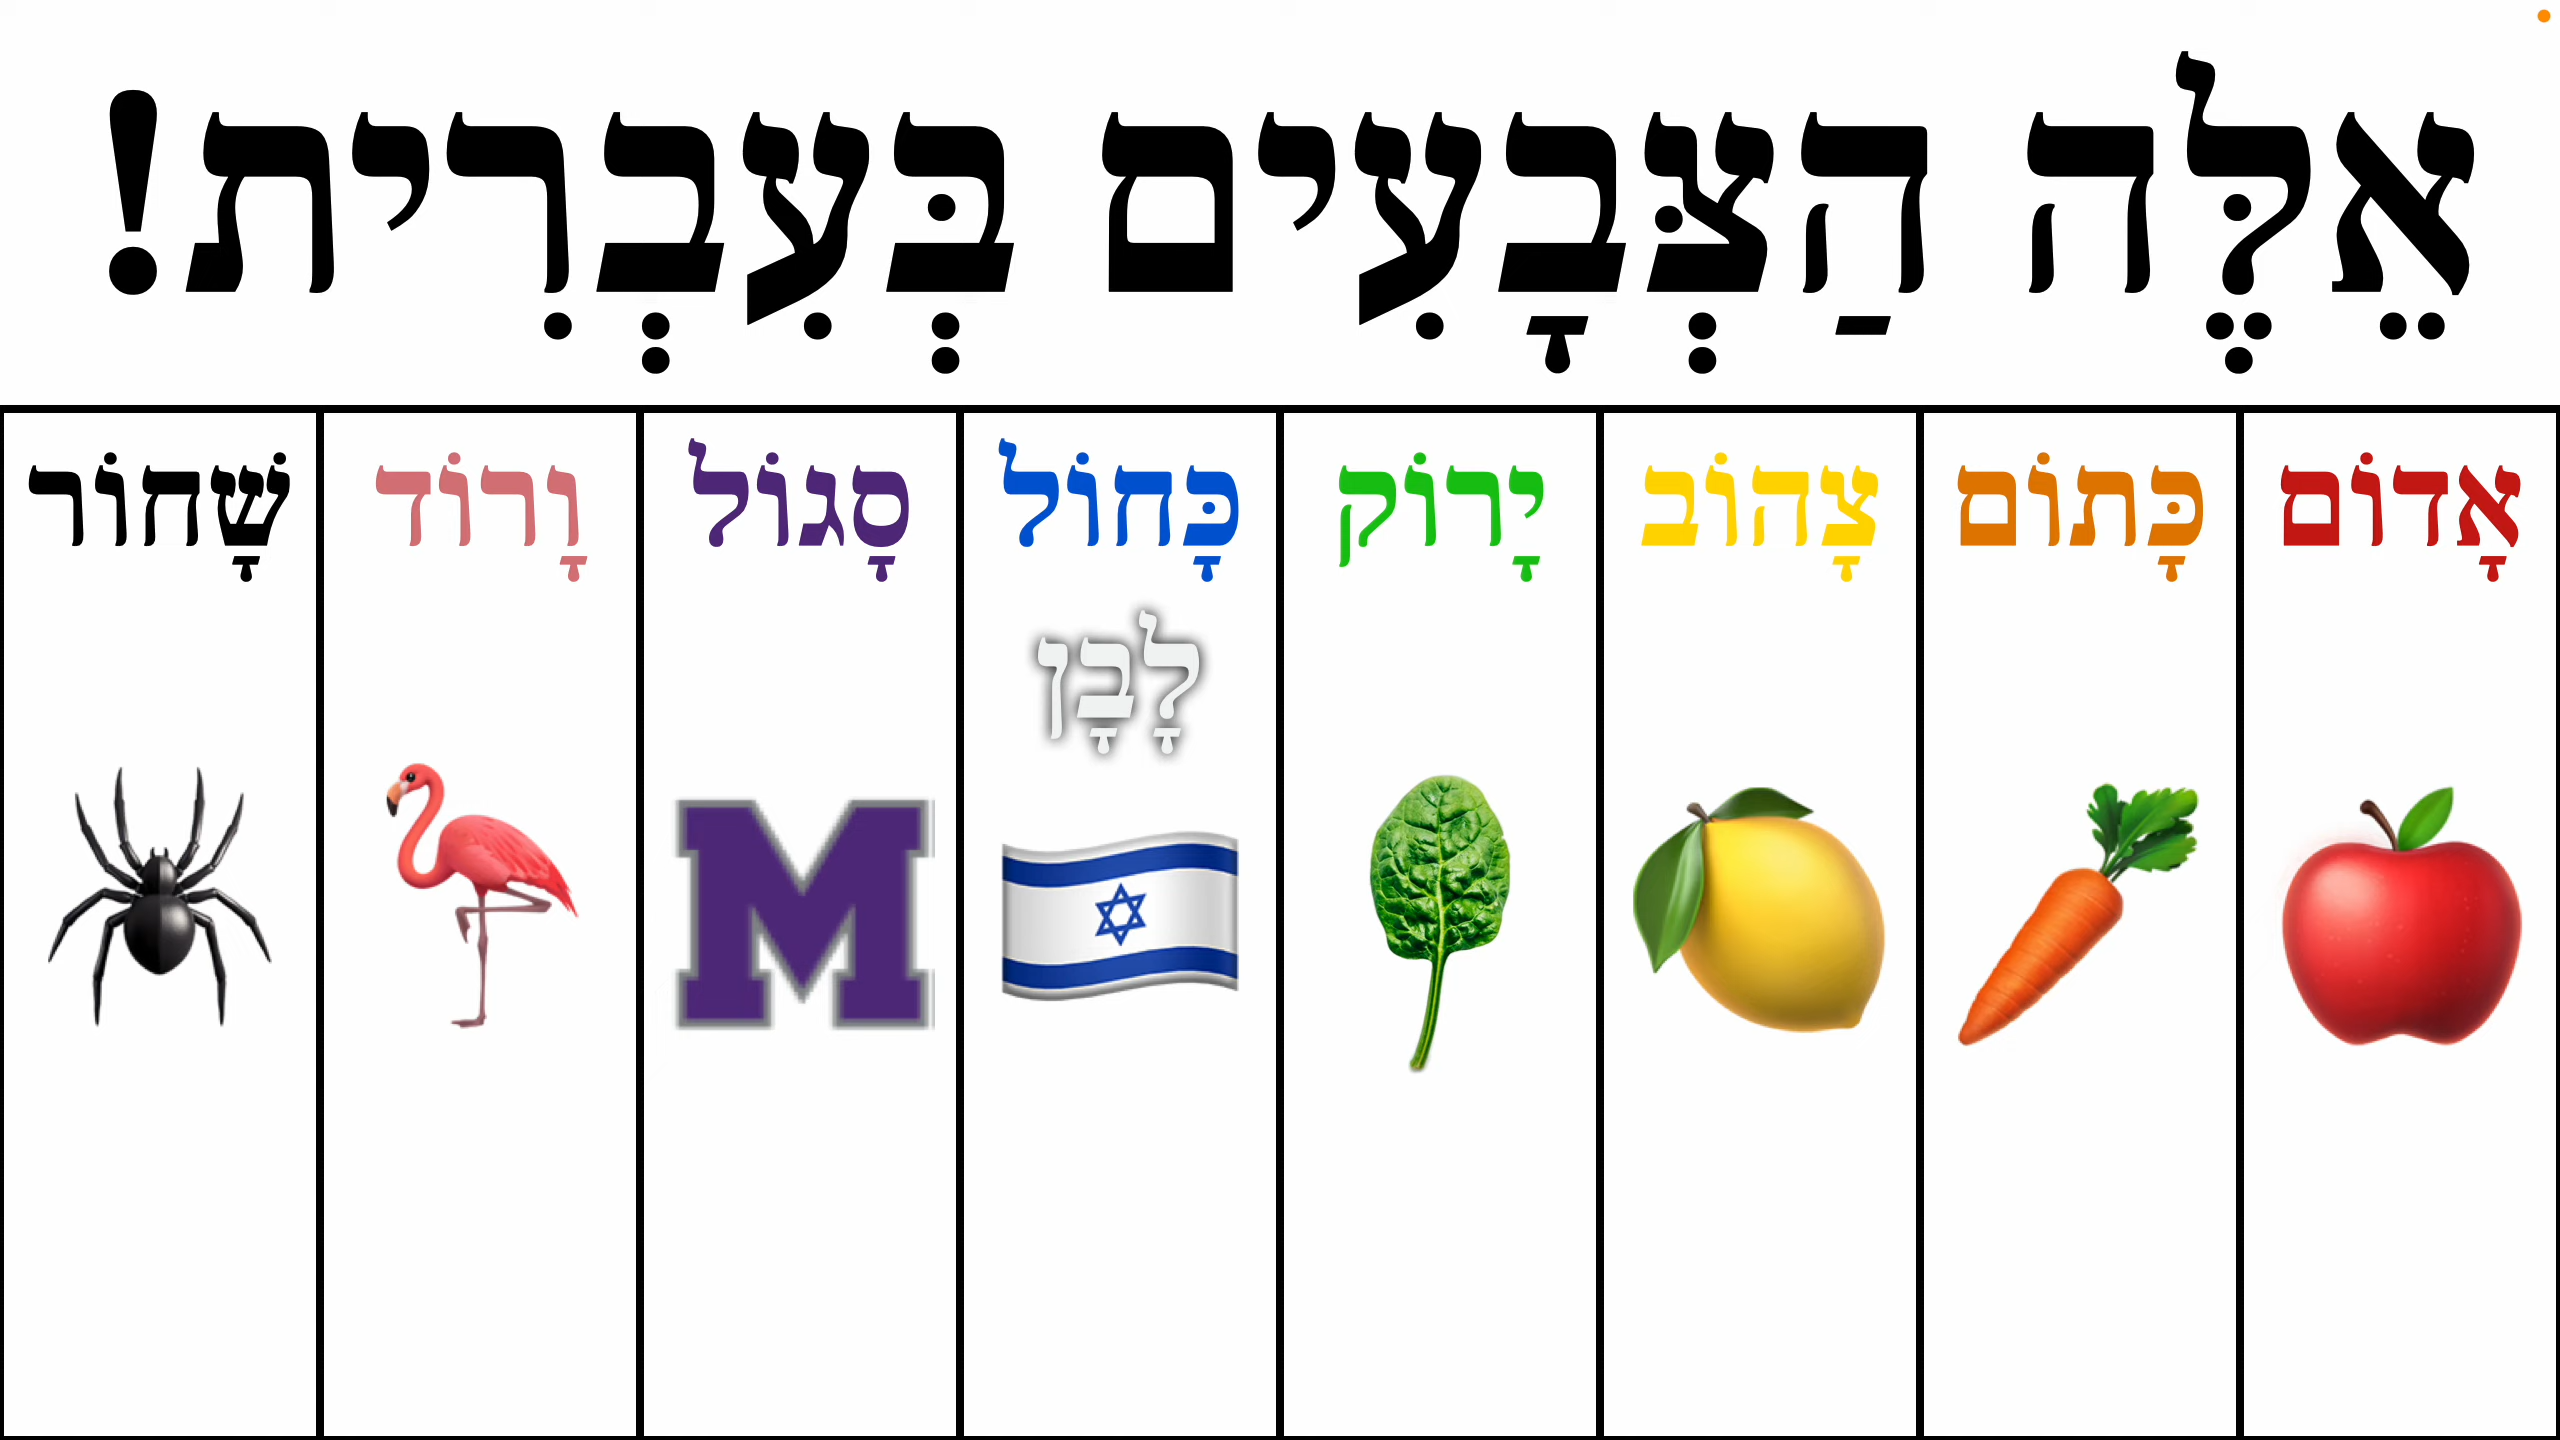 אֵלֶּה הַצְּבָעִים בְּעִבְרִית!
אָדוֹם
כָּתוֹם
צָהוֹב
יָרוֹק
כָּחוֹל
לָבָן
סָגוֹל
וָרוֹד
שָׁחוֹר
M